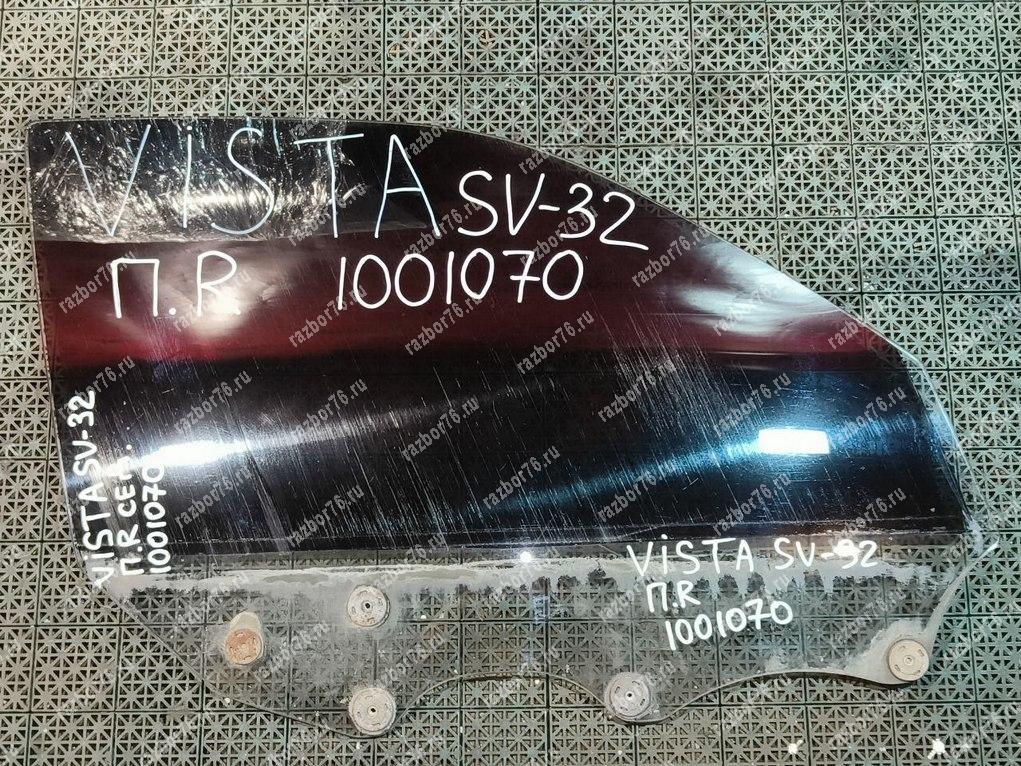 ViSTA SV-32
П.R. 1001070
ViSTA SV-32
П.R
1001070
ViSTA SV-32
1001070
razbor76.ru